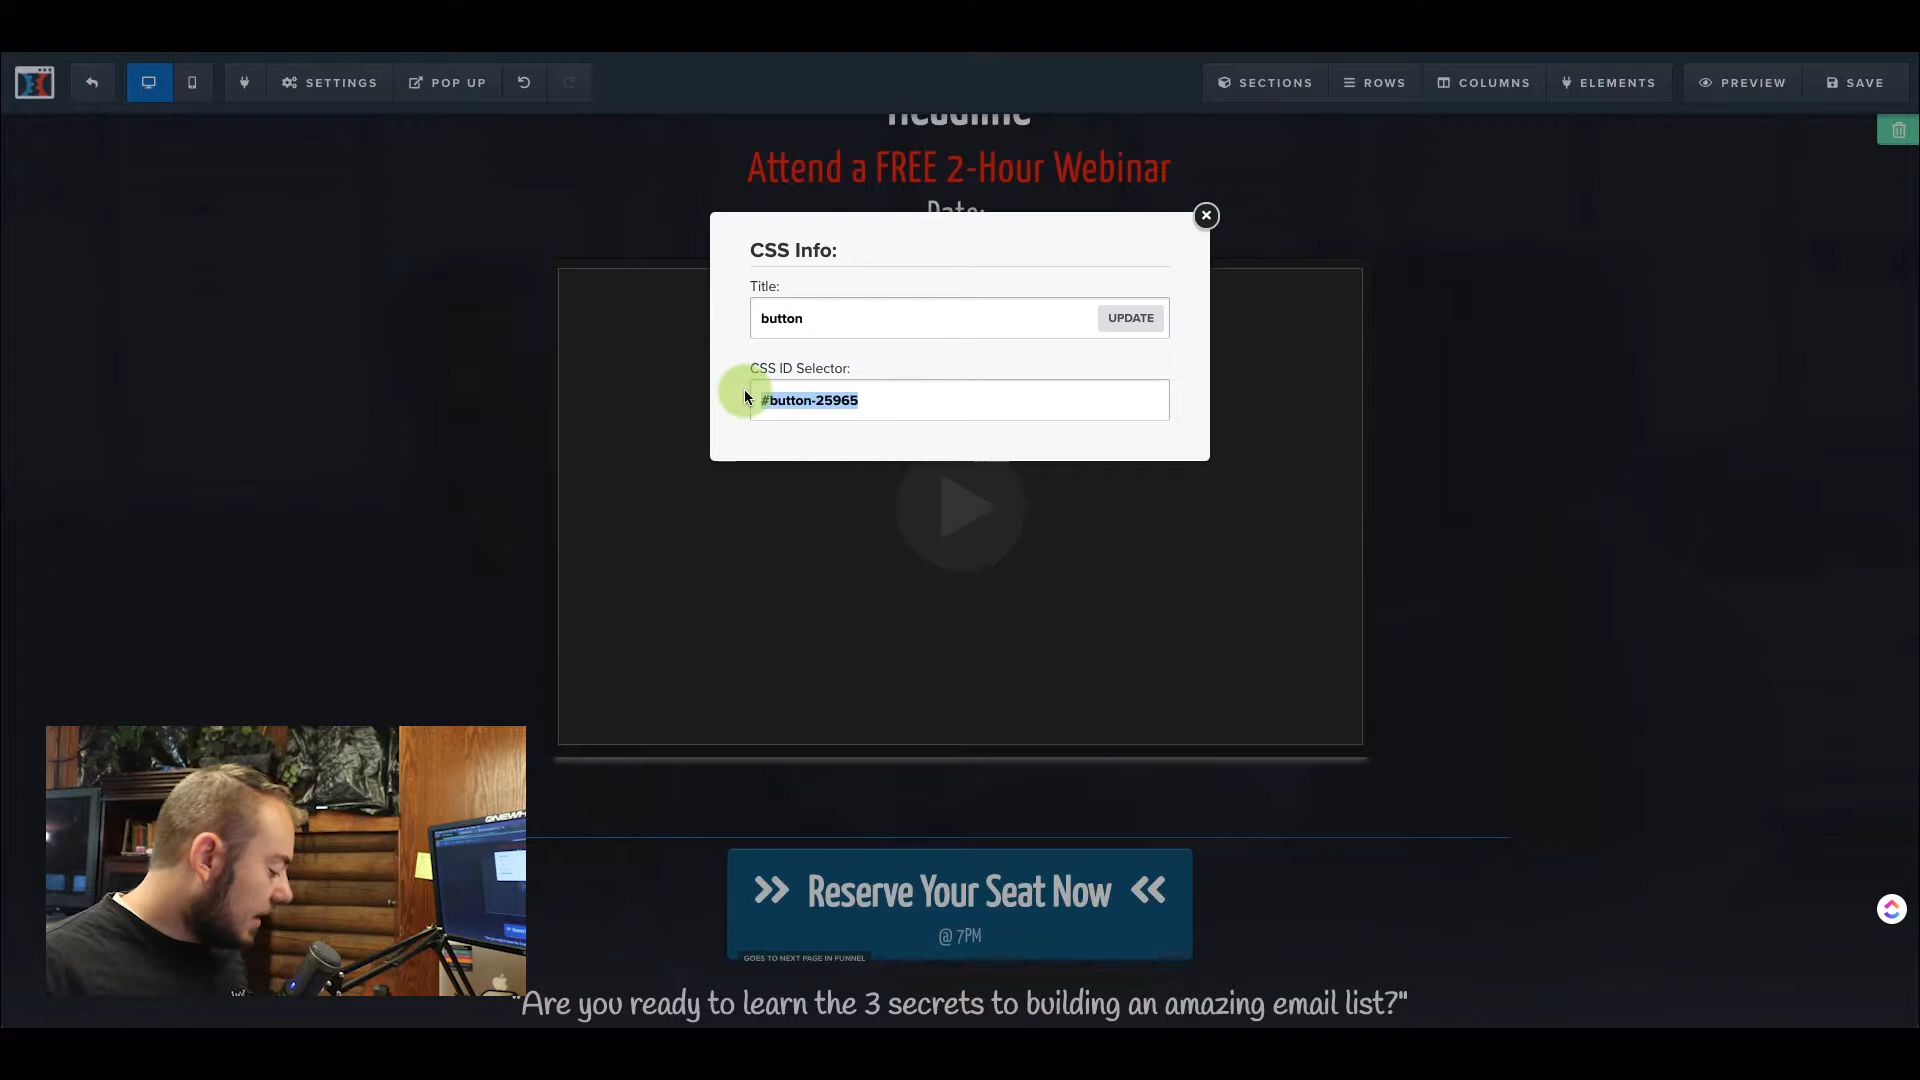 SETTINGS
POP UP
SECTIONS
ROWS
COLUMNS
ELEMENTS
PREVIEW
SAVE
Headline
Attend a FREE 2-Hour Webinar
Date:
CSS Info:
Title:
button
UPDATE
CSS ID Selector:
#button-25965
Reserve Your Seat Now
@ 7PM
GOES TO NEXT PAGE IN FUNNEL
"Are you ready to learn the 3 secrets to building an amazing email list?"